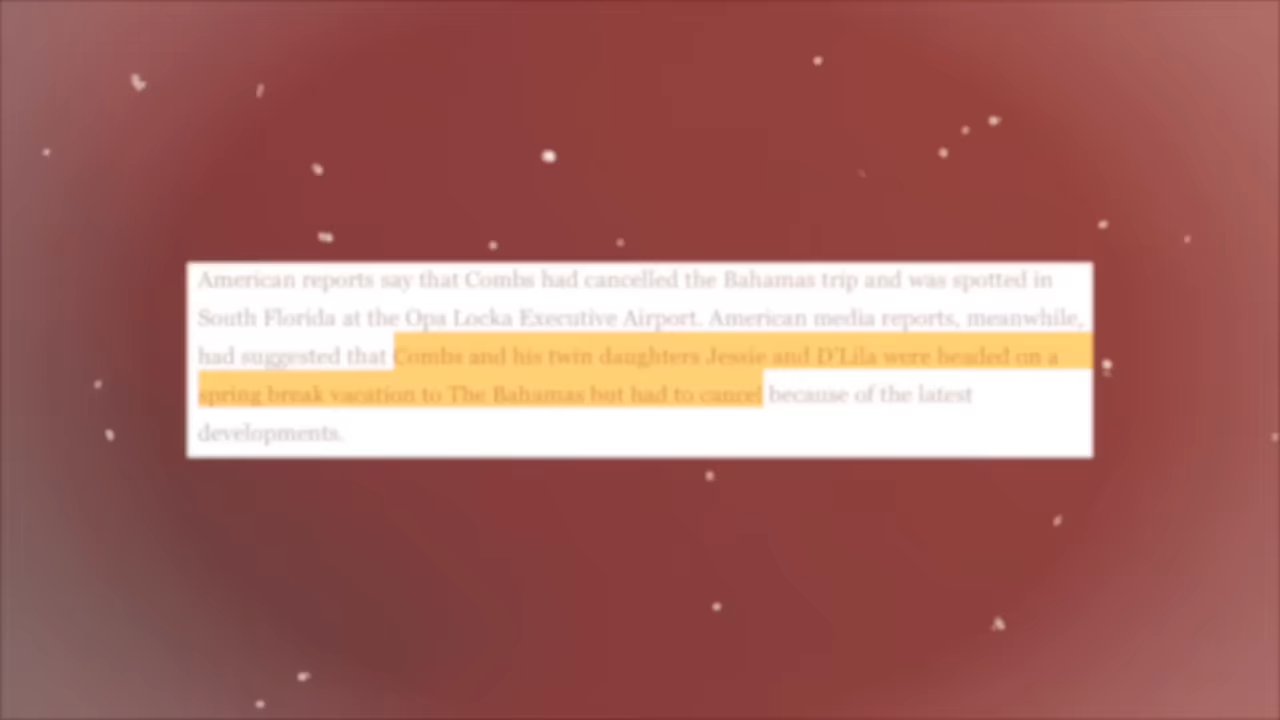 American reports say that Combs had cancelled the Bahamas trip and was spotted in
South Florida at the Opa Locka Executive Airport. American media reports, meanwhile,
had suggested that Combs and his twin daughters Jessie and D'Lila were headed on a
spring break vacation to The Bahamas but had to cancel because of the latest
developments.